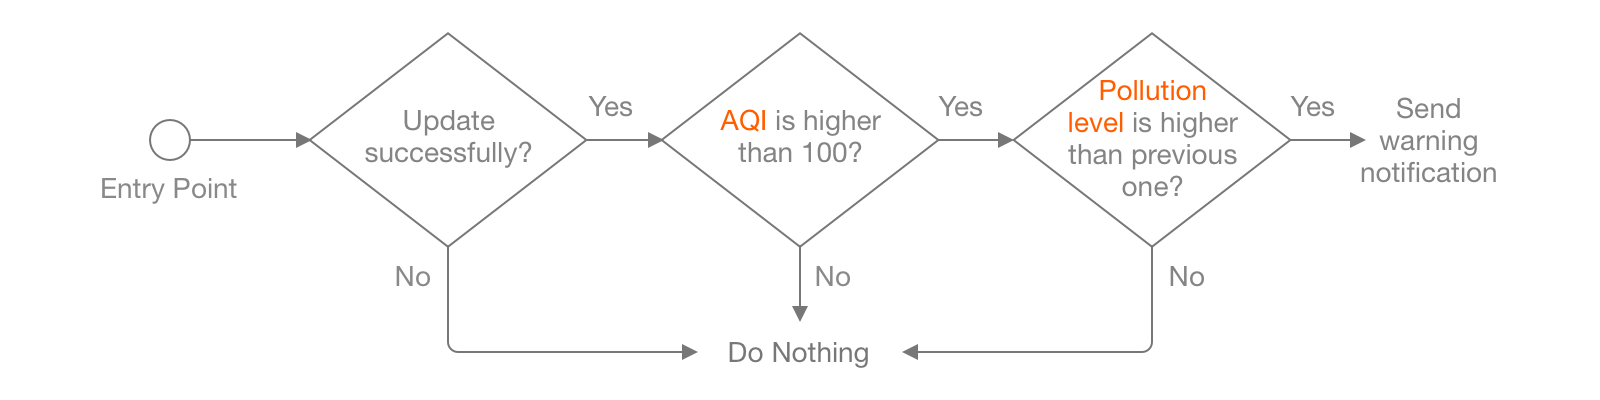 Entry Point
Update
successfully?
Yes
No
AQI is higher
than 100?
Yes
No
Pollution
level is higher
than previous
one?
Yes
No
Send
warning
notification
Do Nothing